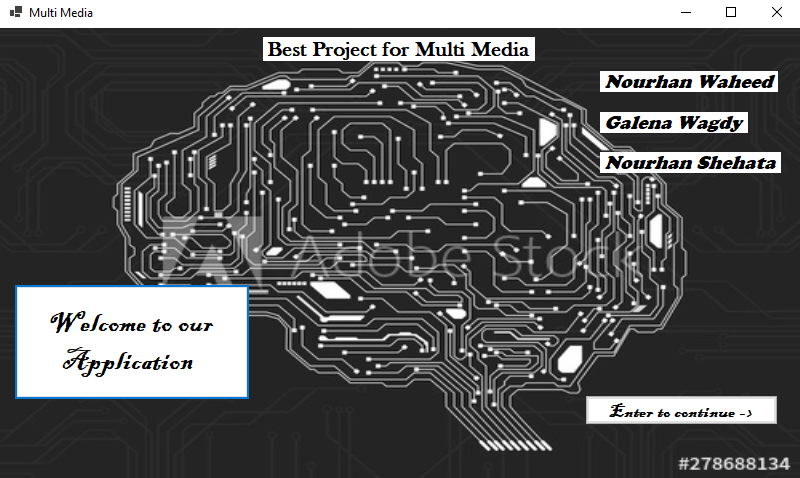 Multi Media
Best Project for Multi Media
Nourhan Waheed
Galena Wagdy
Nourhan Shehata
Adobe Stock
Welcome to our
Application
Enter to continue ->
#278688134